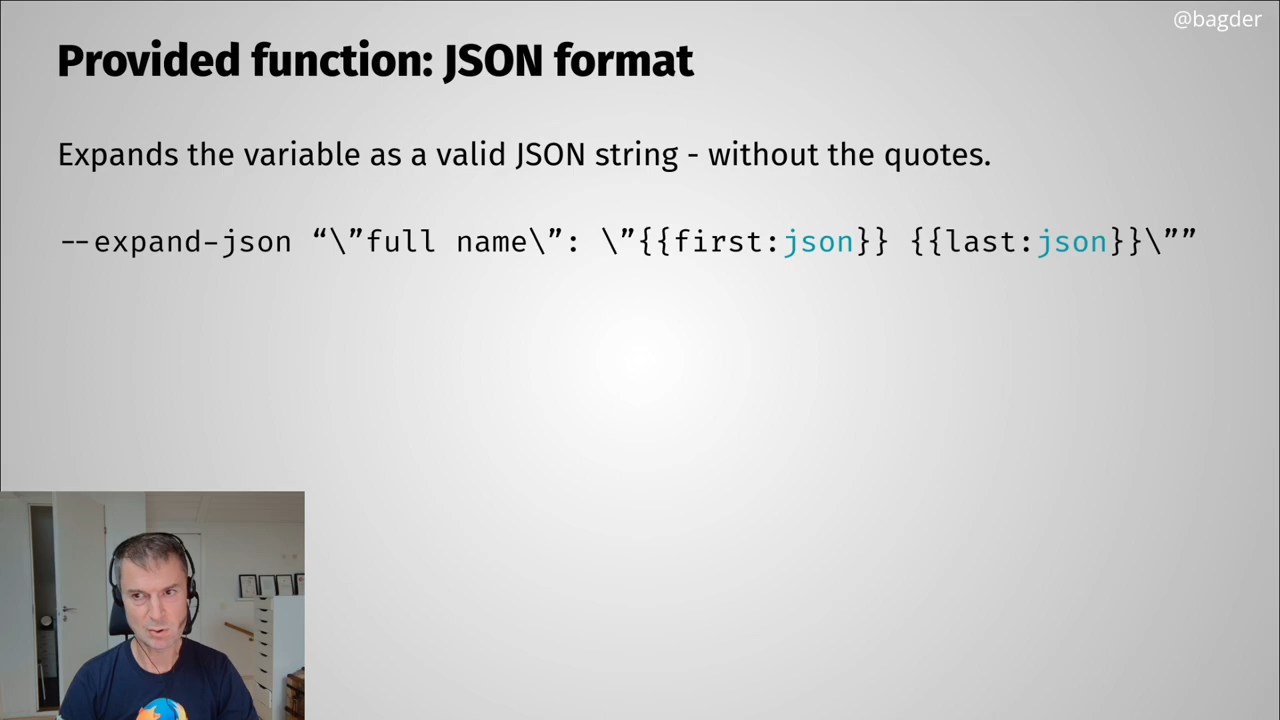 @bagder
Provided function: JSON format
Expands the variable as a valid JSON string - without the quotes.
--expand-json “\”full name\”: \”{{first:json}} {{last:json}}\””